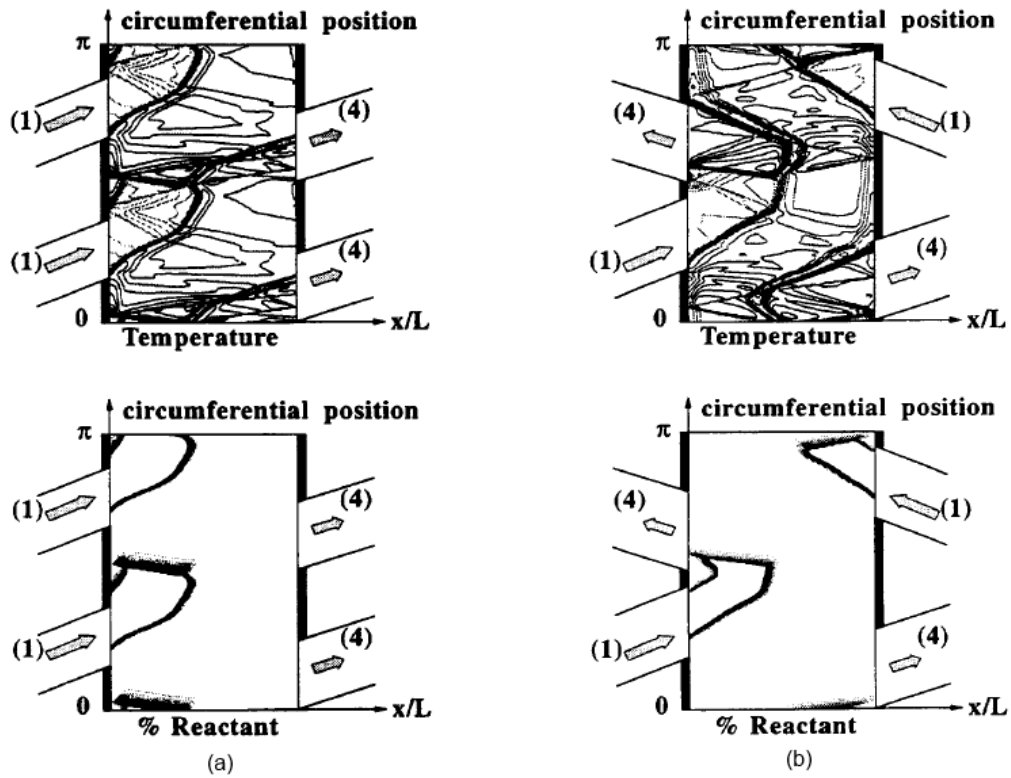 circumferential position
π
(1)
(4)
(1)
(4)
0
x/L
Temperature
circumferential position
π
(4)
(1)
(1)
(4)
0
x/L
Temperature
circumferential position
π
(1)
(4)
(1)
(4)
0
x/L
% Reactant
(a)
circumferential position
π
(4)
(1)
(1)
(4)
0
x/L
% Reactant
(b)